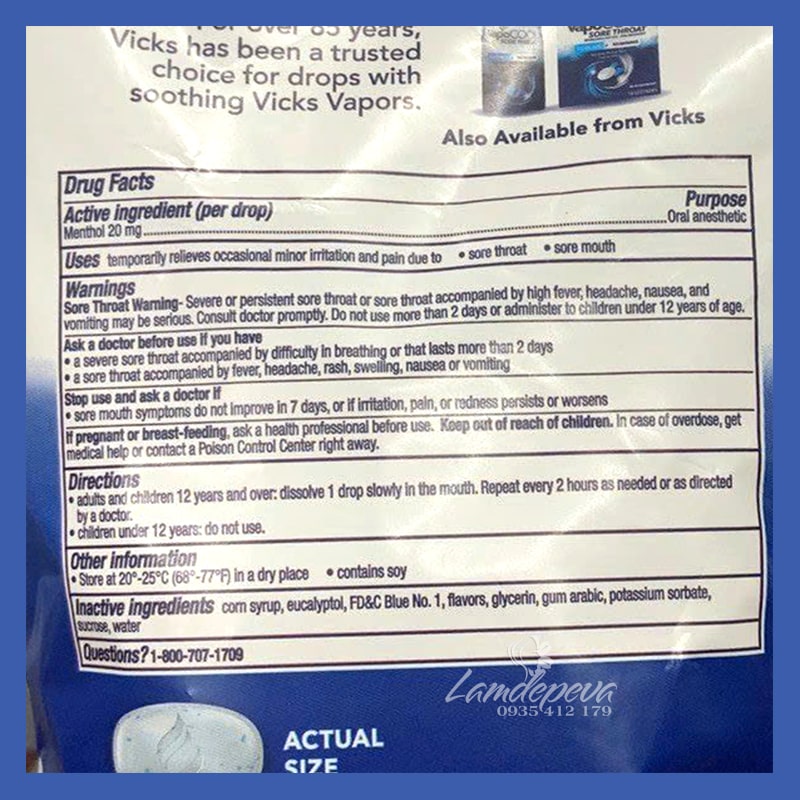 For over 85 years,
Vicks has been a trusted
choice for drops with
soothing Vicks Vapors.
SORE THROAT
Also Available from Vicks
Drug Facts
Active ingredient (per drop) Purpose
Menthol 20 mg Oral anesthetic
Uses temporarily relieves occasional minor irritation and pain due to • sore throat • sore mouth
Warnings
Sore Throat Warning- Severe or persistent sore throat or sore throat accompanied by high fever, headache, nausea, and
vomiting may be serious. Consult doctor promptly. Do not use more than 2 days or administer to children under 12 years of age.
Ask a doctor before use if you have
• a severe sore throat accompanied by difficulty in breathing or that lasts more than 2 days
• a sore throat accompanied by fever, headache, rash, swelling, nausea or vomiting
Stop use and ask a doctor if
• sore mouth symptoms do not improve in 7 days, or if irritation, pain, or redness persists or worsens
If pregnant or breast-feeding, ask a health professional before use. Keep out of reach of children. In case of overdose, get
medical help or contact a Poison Control Center right away.
Directions
• adults and children 12 years and over: dissolve 1 drop slowly in the mouth. Repeat every 2 hours as needed or as directed
by a doctor.
• children under 12 years: do not use.
Other information
• Store at 20°-25°C (68°-77°F) in a dry place • contains soy
Inactive ingredients corn syrup, eucalyptol, FD&C Blue No. 1, flavors, glycerin, gum arabic, potassium sorbate,
sucrose, water
Questions? 1-800-707-1709
Lamdepeva
0935 412 179
ACTUAL
SIZE